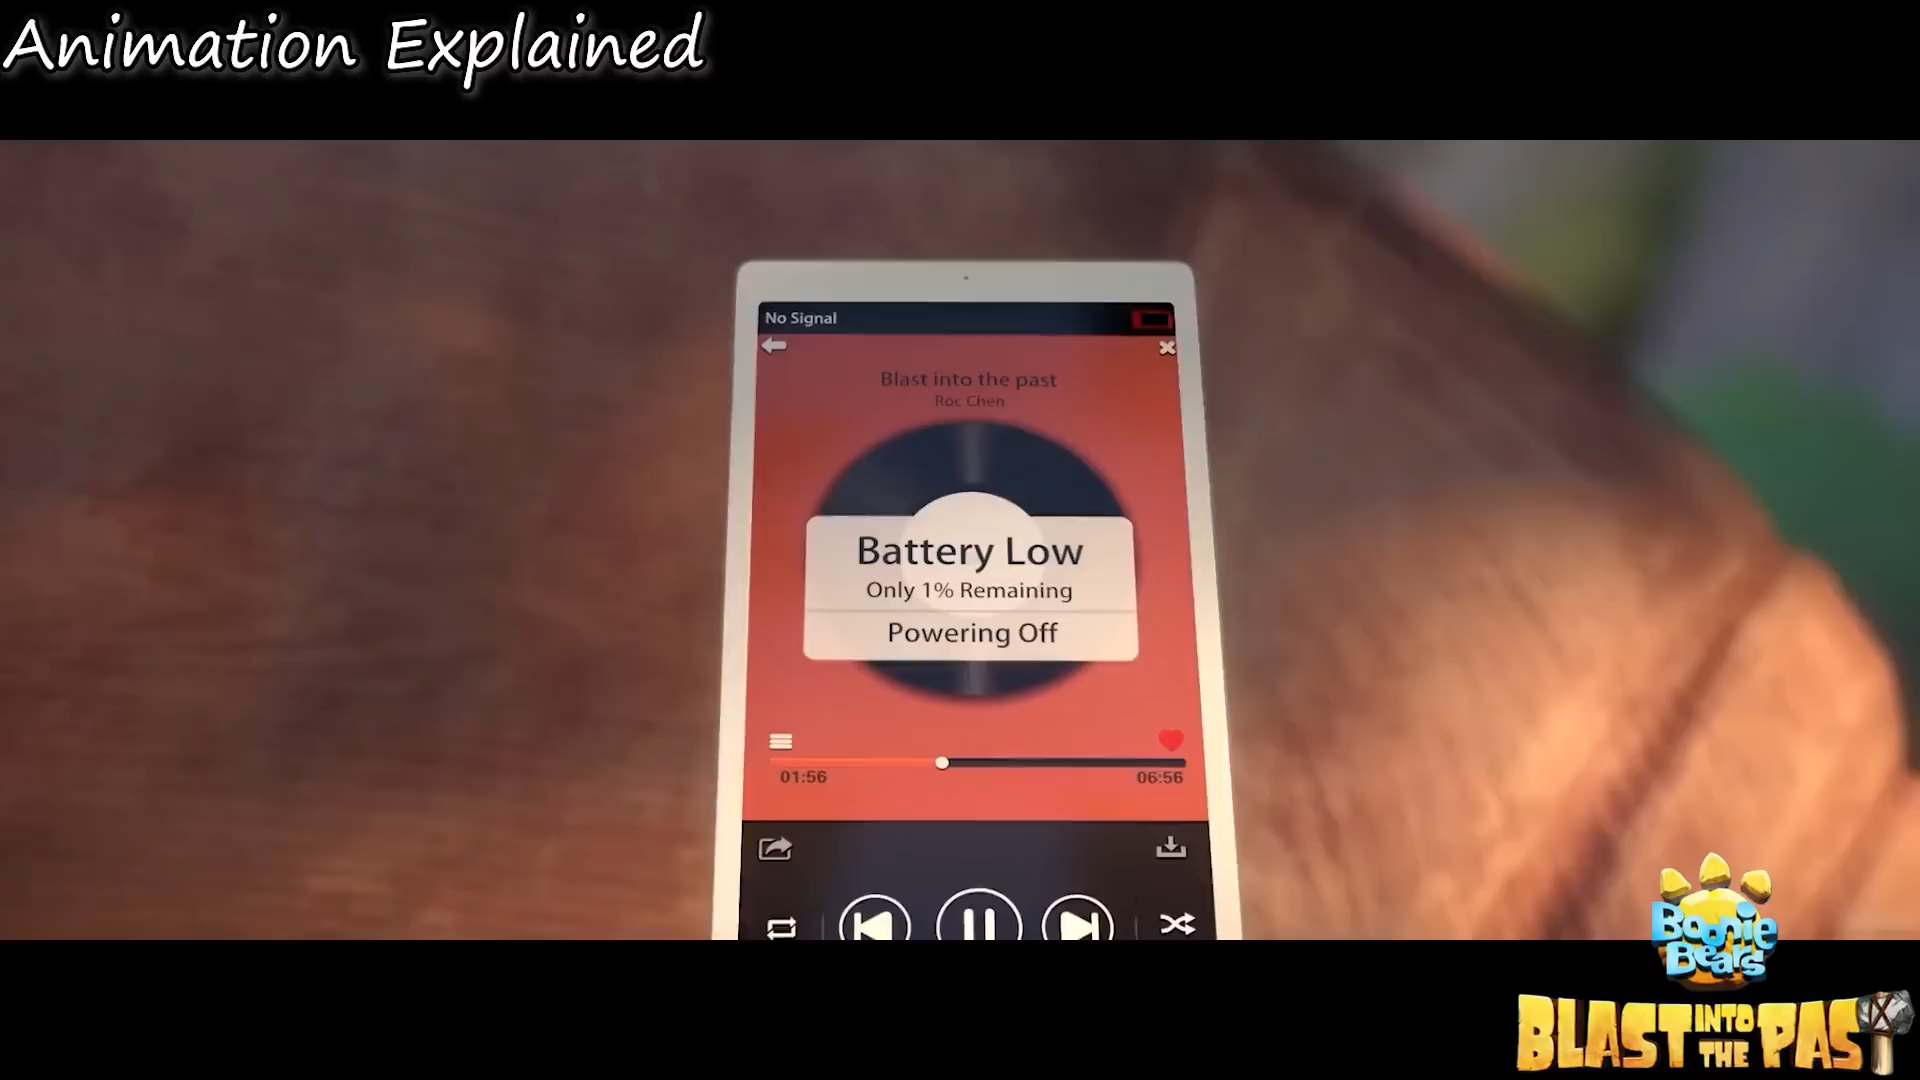 Animation Explained
No Signal
Blast into the past
Roc Chen
Battery Low
Only 1% Remaining
Powering Off
01:56
06:56
Boonie
Bears
BLAST INTO THE PAST